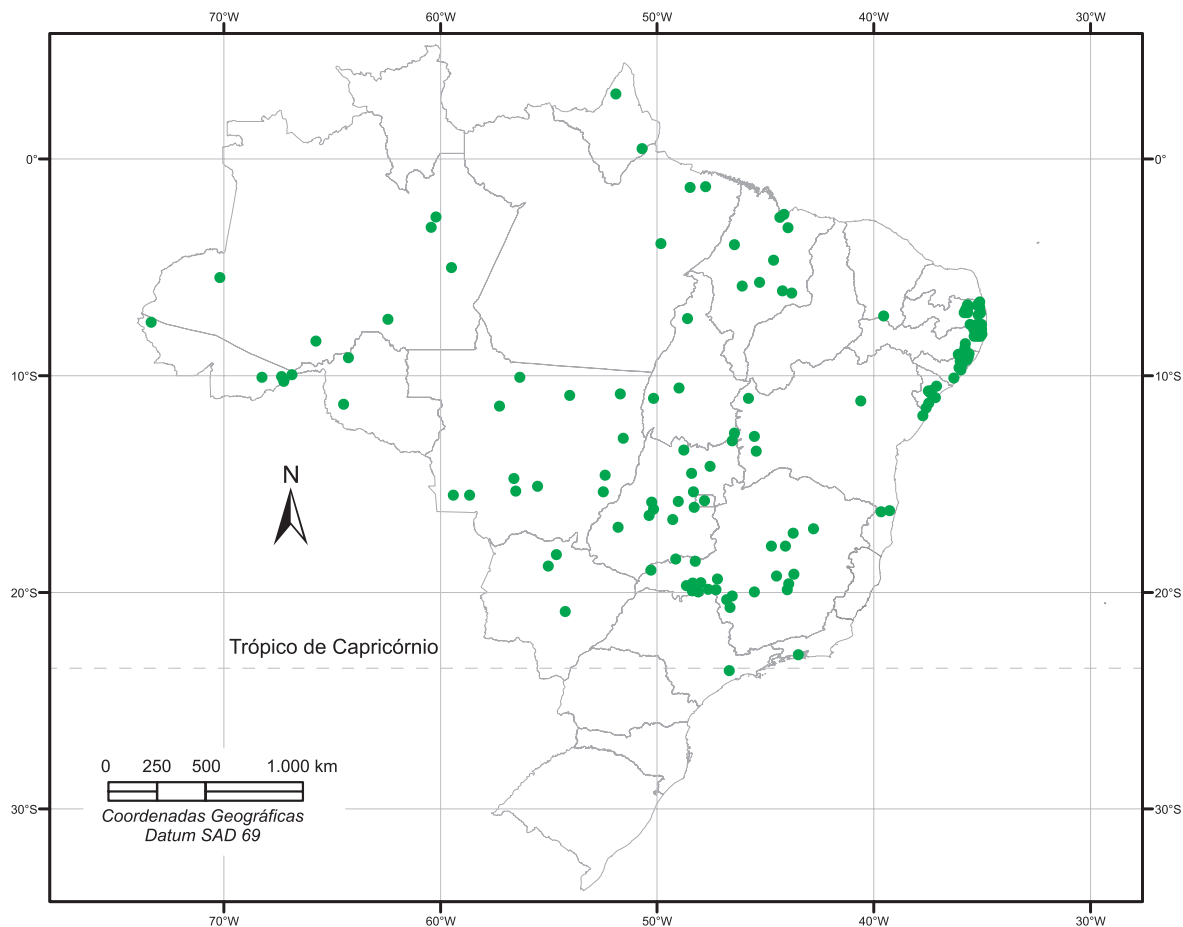 70°W 60°W 50°W 40°W 30°W
0° 0°
10°S 10°S
N
20°S 20°S
Trópico de Capricórnio
0 250 500 1.000 km
30°S 30°S
Coordenadas Geográficas
Datum SAD 69
70°W 60°W 50°W 40°W 30°W